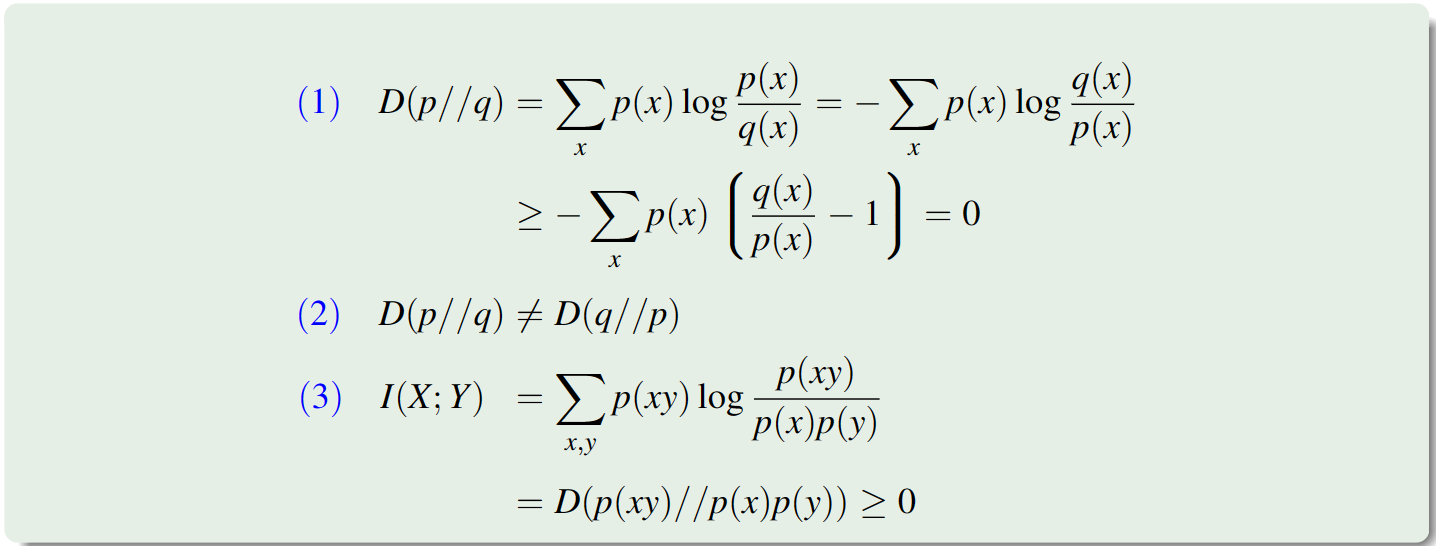 (1) D(p//q) = ∑_x p(x) log p(x)/q(x) = − ∑_x p(x) log q(x)/p(x)
≥ − ∑_x p(x) ( q(x)/p(x) − 1 ) = 0
(2) D(p//q) ≠ D(q//p)
(3) I(X; Y) = ∑_{x,y} p(xy) log p(xy)/p(x)p(y)
= D(p(xy)//p(x)p(y)) ≥ 0